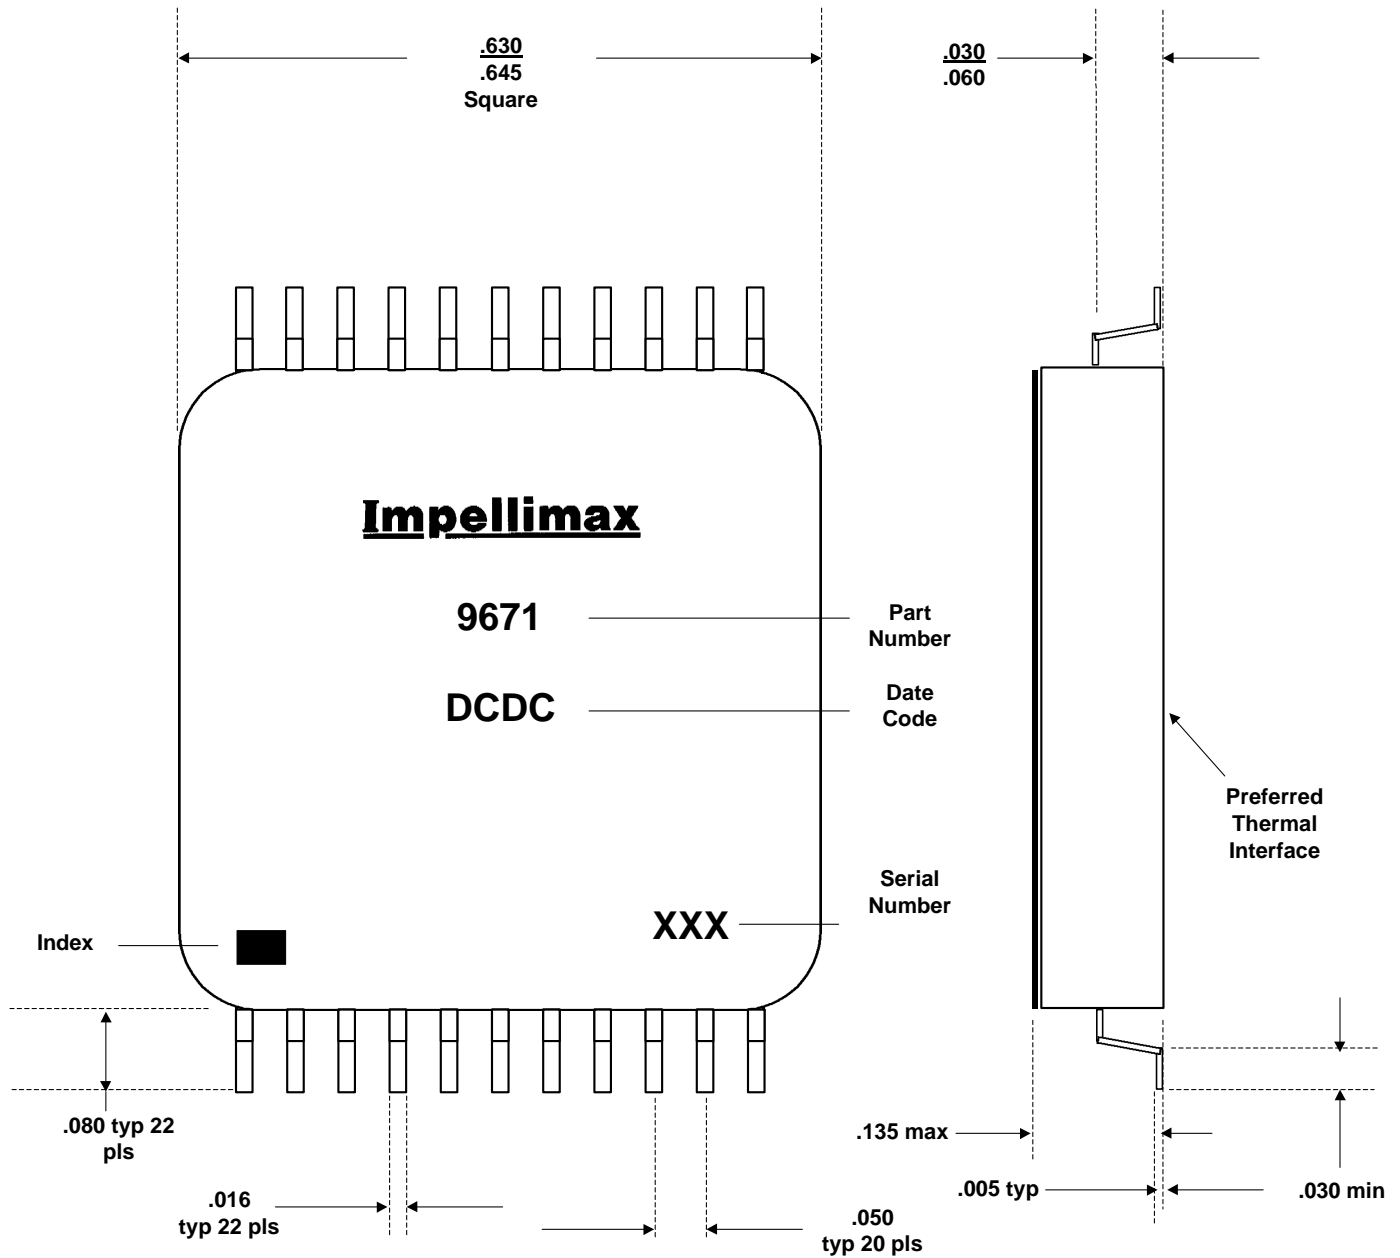 .630
.645
Square
.030
.060
Impellimax
9671
Part
Number
DCDC
Date
Code
Preferred
Thermal
Interface
Serial
Number
XXX
Index
.080 typ 22
pls
.135 max
.005 typ
.030 min
.016
typ 22 pls
.050
typ 20 pls